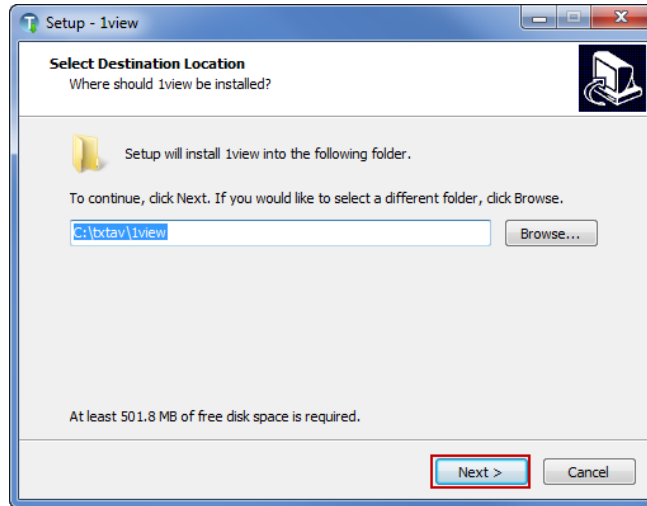 Setup - 1view
Select Destination Location
Where should 1view be installed?
Setup will install 1view into the following folder.
To continue, click Next. If you would like to select a different folder, click Browse.
C:\txtav\1view
Browse...
At least 501.8 MB of free disk space is required.
Next >
Cancel